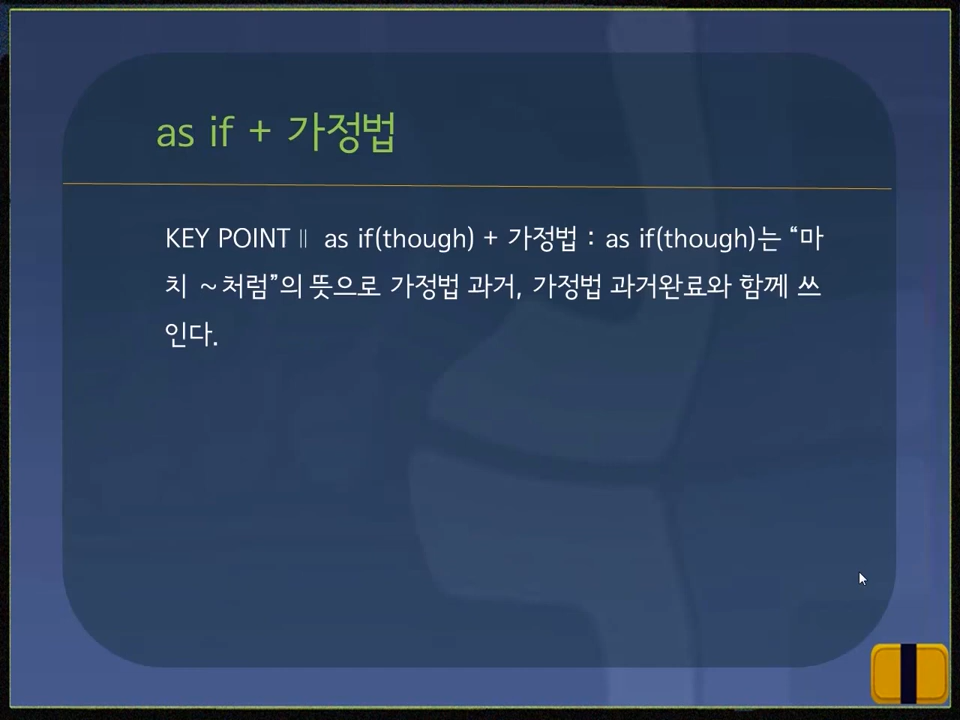 as if + 가정법
KEY POINT∥ as if(though) + 가정법 : as if(though)는 “마
치 ~처럼”의 뜻으로 가정법 과거, 가정법 과거완료와 함께 쓰
인다.